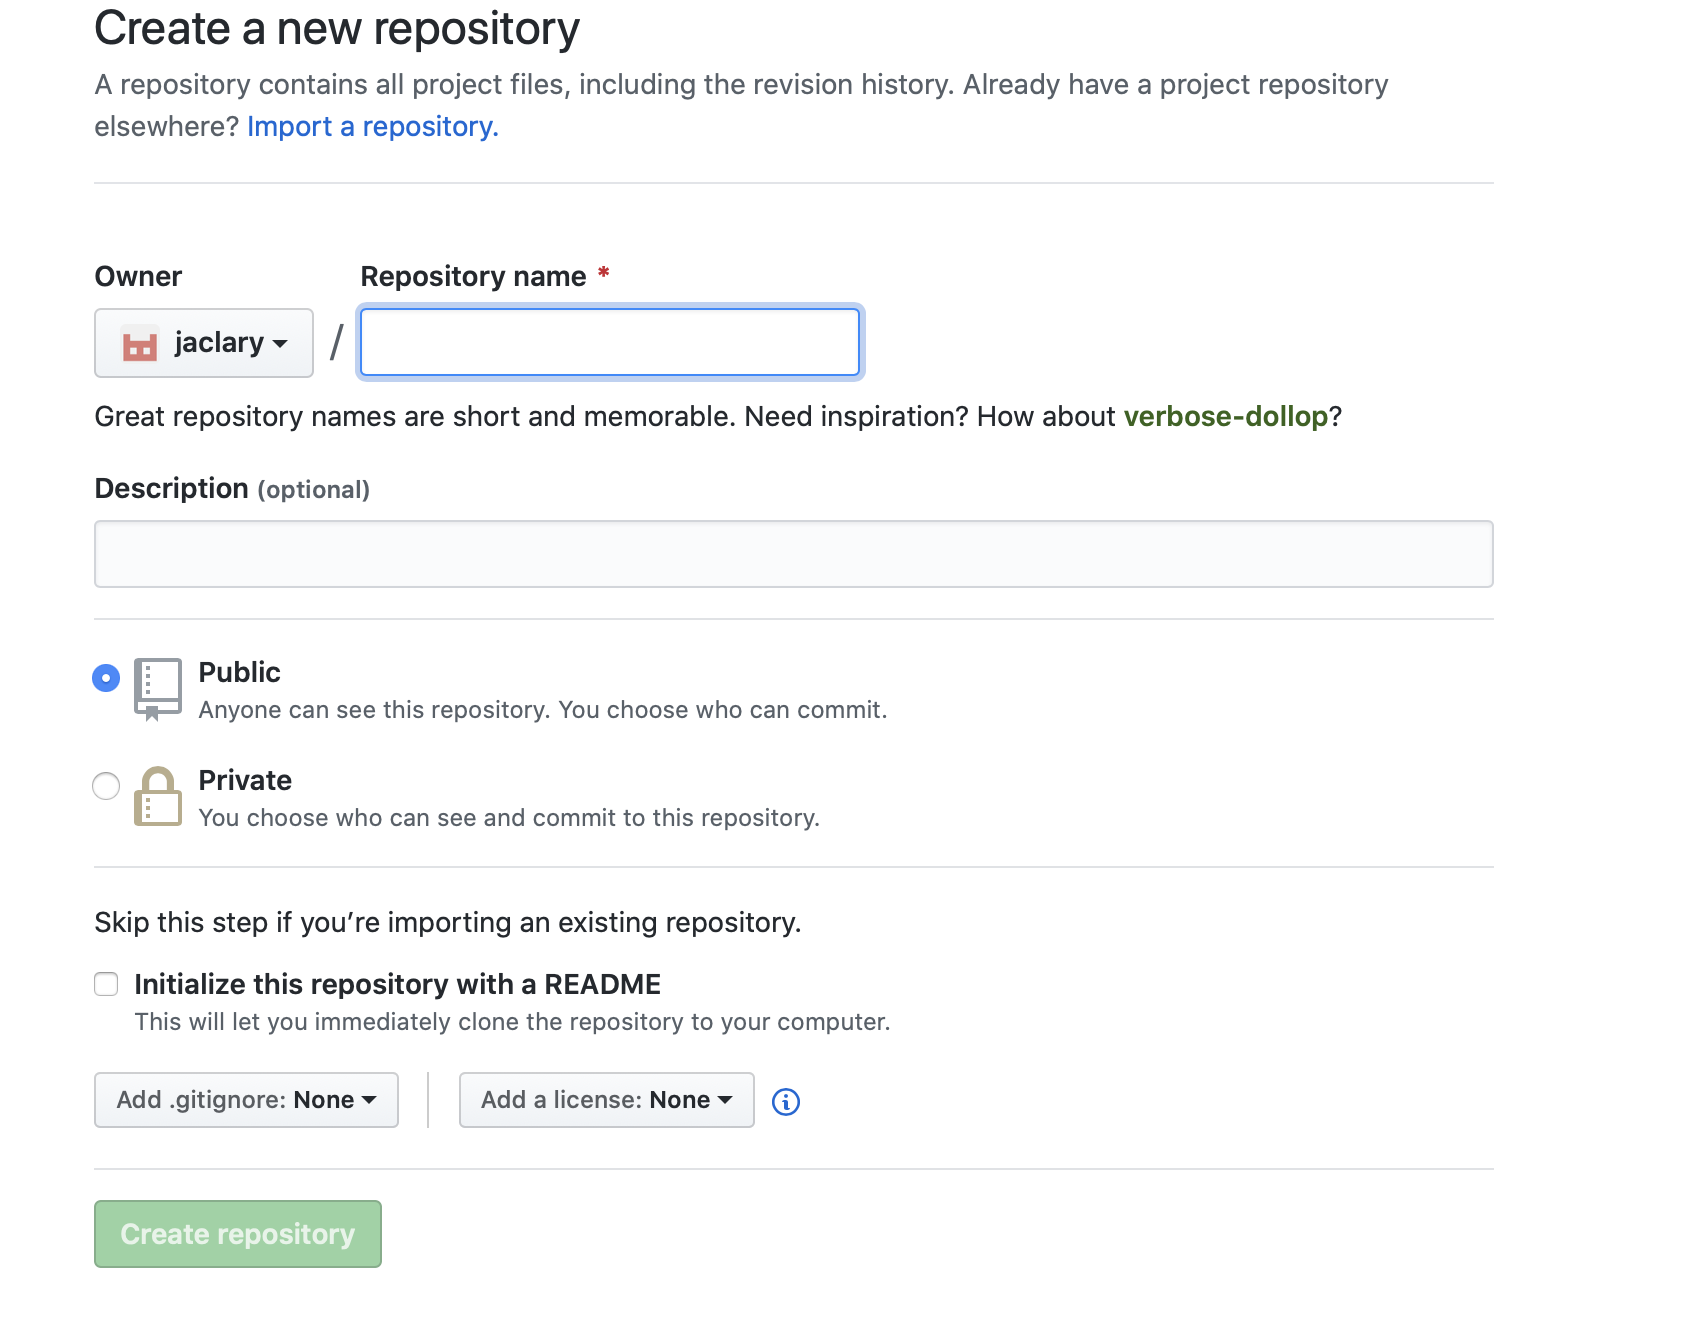 Create a new repository
A repository contains all project files, including the revision history. Already have a project repository
elsewhere? Import a repository.
Owner
Repository name *
jaclary
/
Great repository names are short and memorable. Need inspiration? How about verbose-dollop?
Description (optional)
Public
Anyone can see this repository. You choose who can commit.
Private
You choose who can see and commit to this repository.
Skip this step if you’re importing an existing repository.
Initialize this repository with a README
This will let you immediately clone the repository to your computer.
Add .gitignore: None
Add a license: None
Create repository